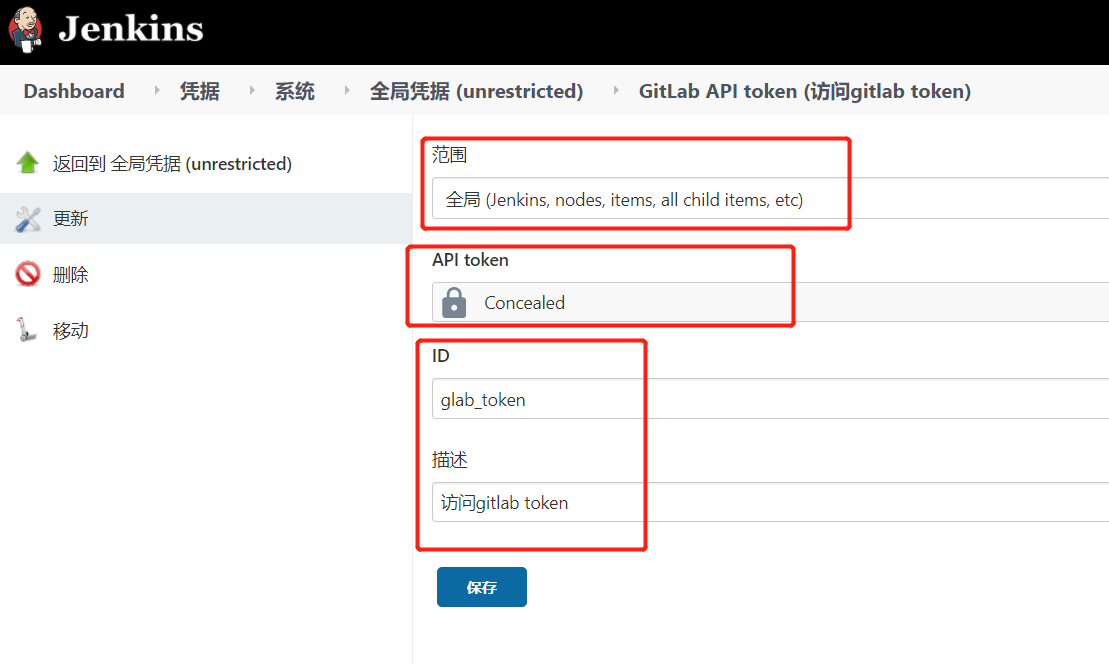 Jenkins
Dashboard 凭据 系统 全局凭据 (unrestricted) GitLab API token (访问gitlab token)
返回到 全局凭据 (unrestricted)
更新
删除
移动
范围
全局 (Jenkins, nodes, items, all child items, etc)
API token
Concealed
ID
glab_token
描述
访问gitlab token
保存